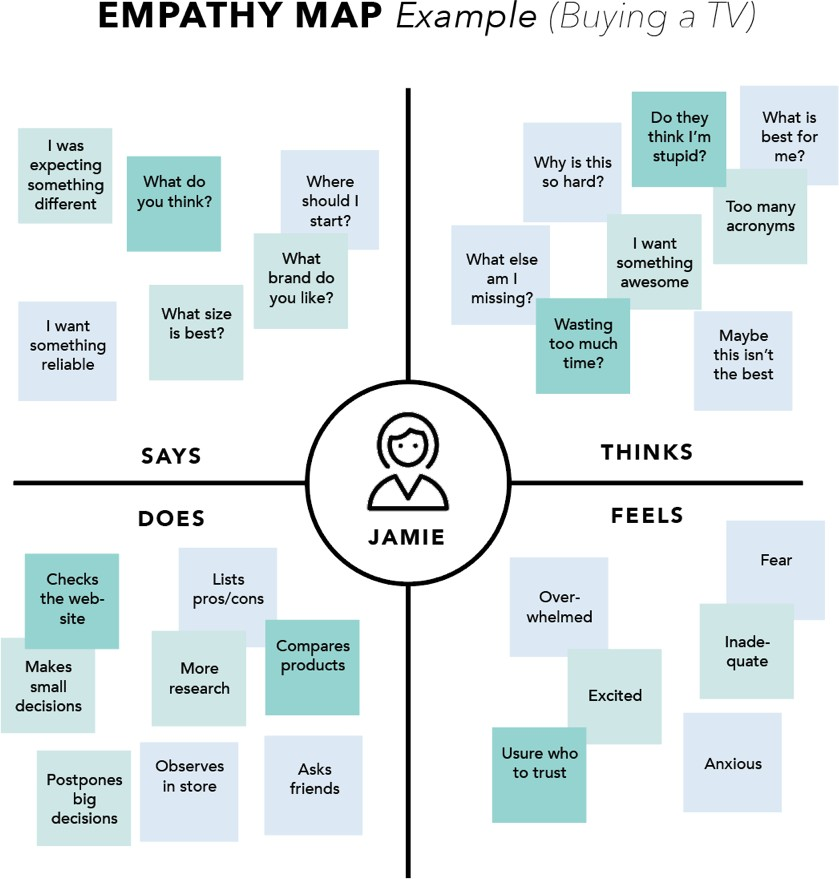 EMPATHY MAP Example (Buying a TV)
I was
expecting
something
different
What do
you think?
Where
should I
start?
What
brand do
you like?
What size
is best?
I want
something
reliable
SAYS
Do they
think I'm
stupid?
What is
best for
me?
Why is this
so hard?
Too many
acronyms
I want
something
awesome
What else
am I
missing?
Wasting
too much
time?
Maybe
this isn't
the best
THINKS
JAMIE
DOES
Checks
the web-
site
Lists
pros/cons
Compares
products
Makes
small
decisions
More
research
Postpones
big
decisions
Observes
in store
Asks
friends
FEELS
Fear
Over-
whelmed
Inade-
quate
Excited
Usure who
to trust
Anxious